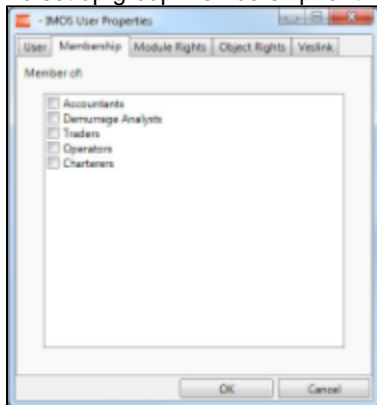 - IMOS User Properties
User Membership Module Rights Object Rights Veslink
Member of:
Accountants
Demurrage Analysts
Traders
Operators
Charterers
OK Cancel